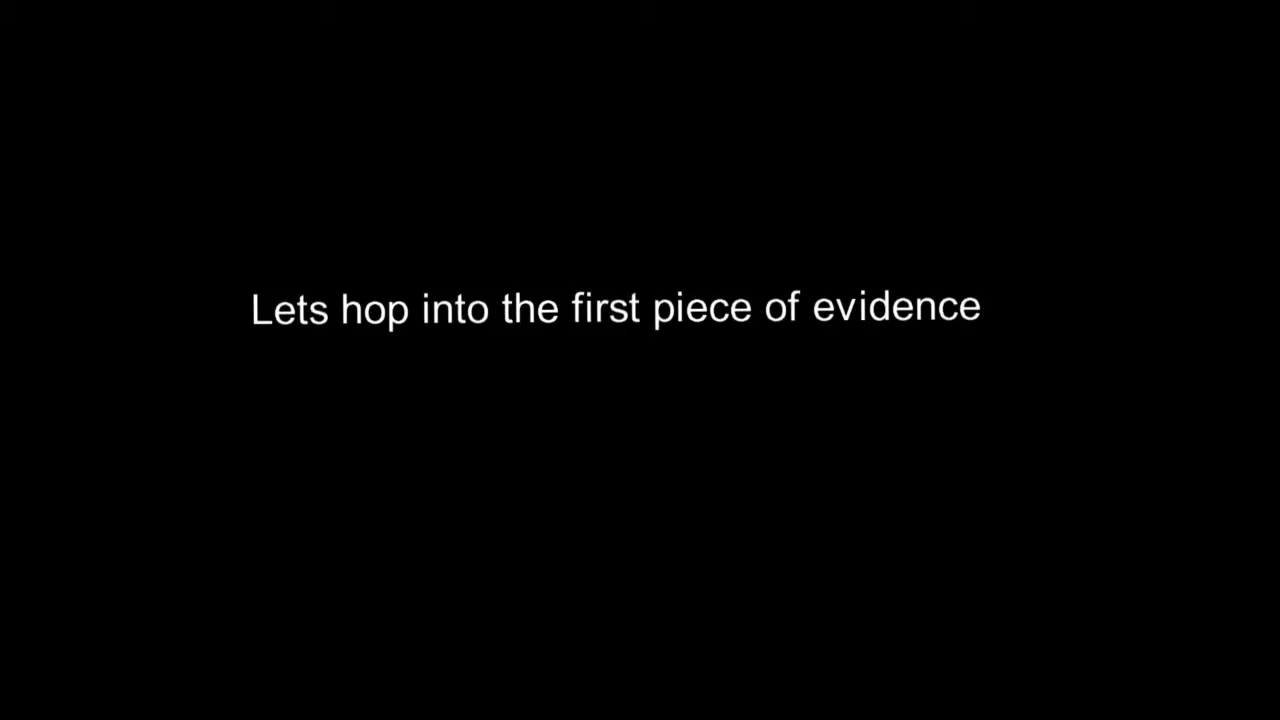 Lets hop into the first piece of evidence